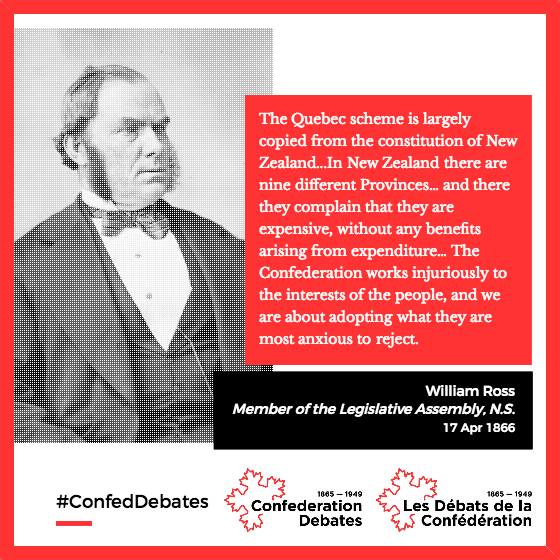 The Quebec scheme is largely
copied from the constitution of New
Zealand...In New Zealand there are
nine different Provinces... and there
they complain that they are
expensive, without any benefits
arising from expenditure... The
Confederation works injuriously to
the interests of the people, and we
are about adopting what they are
most anxious to reject.
William Ross
Member of the Legislative Assembly, N.S.
17 Apr 1866
#ConfedDebates
1865 — 1949
Confederation
Debates
1865 — 1949
Les Débats de la
Confédération